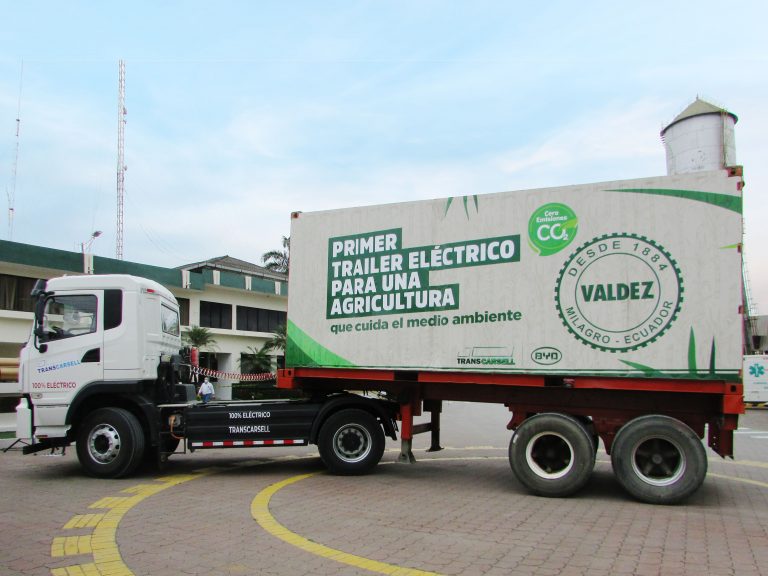 PRIMER
TRAILER ELÉCTRICO
PARA UNA
AGRICULTURA
que cuida el medio ambiente
Cero
Emisiones
CO2
DESDE 1884
VALDEZ
MILAGRO - ECUADOR
TRANSCARSELL
BYD
TRANSCARSELL
100% ELÉCTRICO
100% ELÉCTRICO
TRANSCARSELL